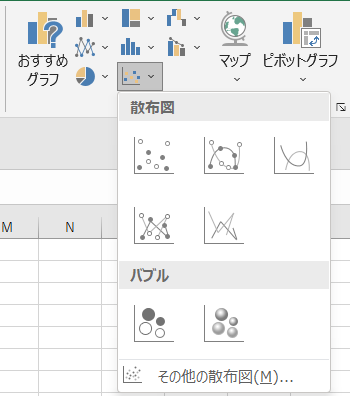 おすすめ
グラフ
マップ
ピボットグラフ
散布図
M
N
バブル
その他の散布図(M)...